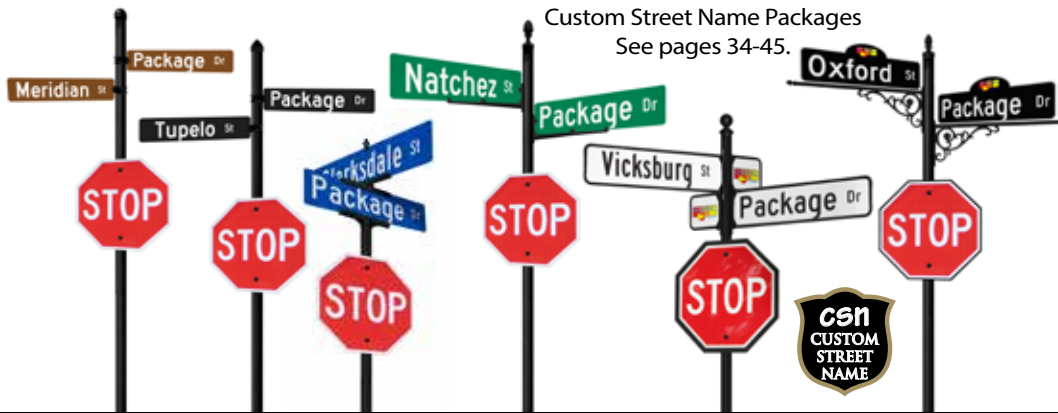 Custom Street Name Packages
See pages 34-45.
Package Dr
Meridian St
STOP
Package Dr
Tupelo St
STOP
Clarksdale St
Package St
STOP
Natchez St
Package Dr
STOP
Vicksburg St
Package Dr
STOP
Oxford St
Package Dr
STOP
csn
CUSTOM
STREET
NAME